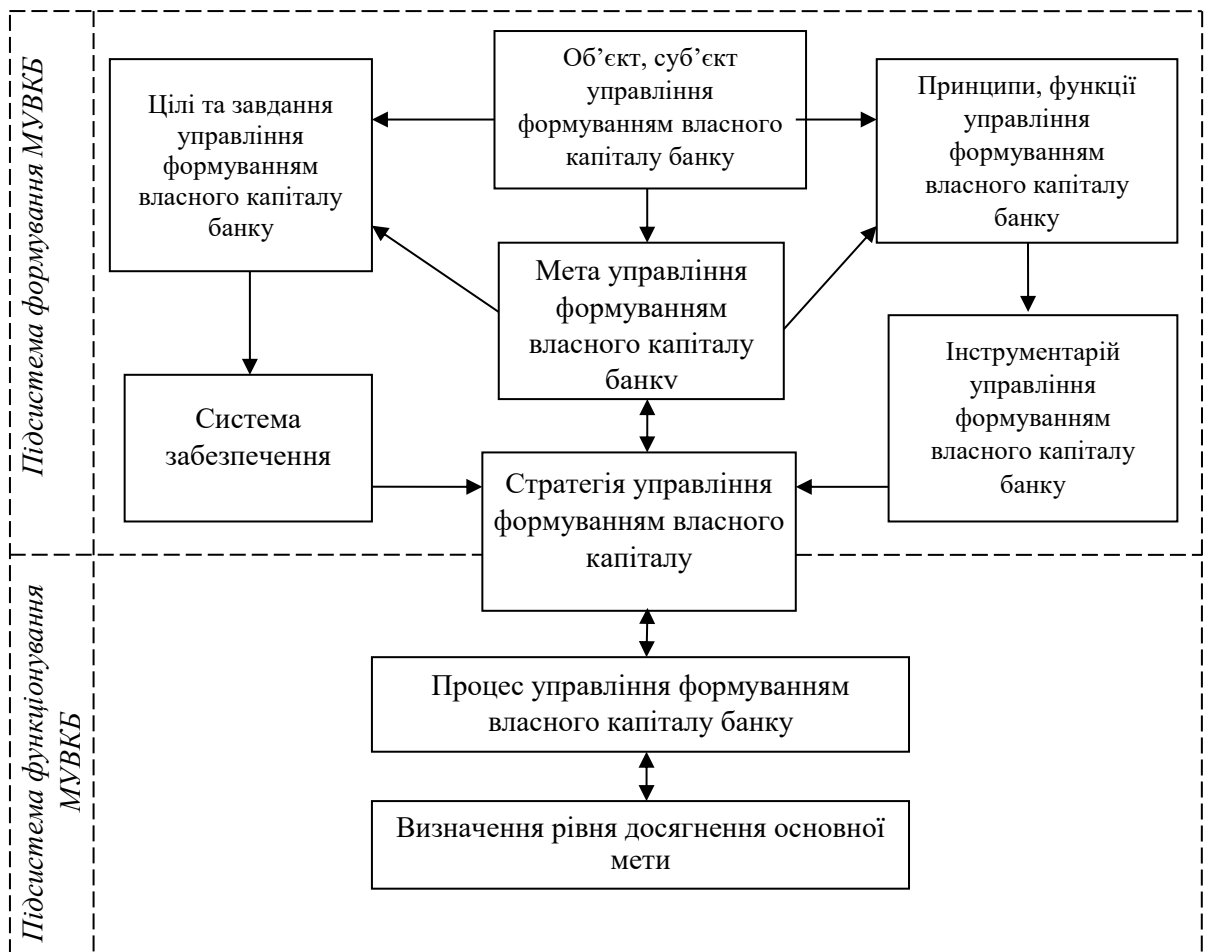 Підсистема формування МУВКБ
Цілі та завдання
управління
формуванням
власного капіталу
банку
Об’єкт, суб’єкт
управління
формуванням власного
капіталу банку
Принципи, функції
управління
формуванням
власного капіталу
банку
Мета управління
формуванням
власного капіталу
банку
Система
забезпечення
Інструментарій
управління
формуванням
власного капіталу
банку
Стратегія управління
формуванням власного
капіталу
Підсистема функціонування
МУВКБ
Процес управління формуванням
власного капіталу банку
Визначення рівня досягнення основної
мети